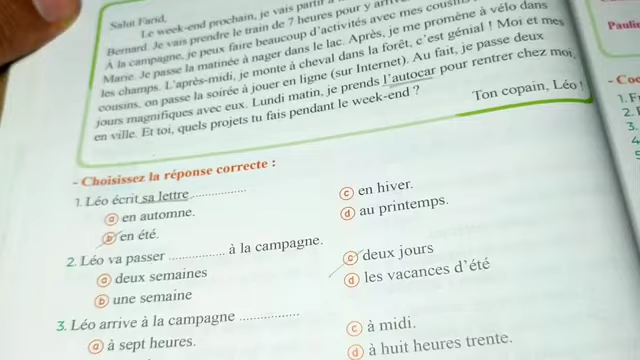 Salut Farid,
Le week-end prochain, je vais partir
Bernard. Je vais prendre le train de 7 heures pour y
À la campagne, je peux faire beaucoup d'activités avec mes
Marie. Je passe la matinée à nager dans le lac. Après, je me promène à vélo dans
les champs. L'après-midi, je monte à cheval dans la forêt, c'est génial ! Moi et mes
cousins, on passe la soirée à jouer en ligne (sur Internet). Au fait, je passe deux
jours magnifiques avec eux. Lundi matin, je prends l'autocar pour rentrer chez moi,
en ville. Et toi, quels projets tu fais pendant le week-end ?
Ton copain, Léo !
- Choisissez la réponse correcte :
1. Léo écrit sa lettre ................
a en automne.
c en hiver.
b en été.
d au printemps.
2. Léo va passer ................ à la campagne.
a deux semaines
c deux jours
b une semaine
d les vacances d'été
3. Léo arrive à la campagne ................
a à sept heures.
c à midi.
d à huit heures trente.
Paulin
1.
2.
3.
4